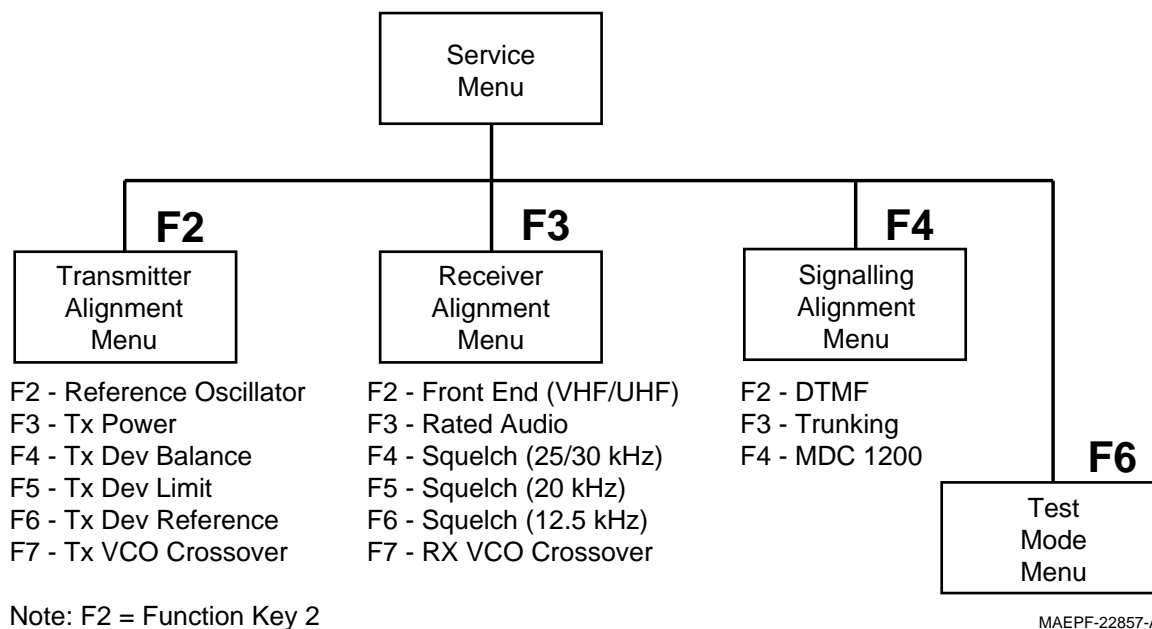 Service
Menu
F2
F3
F4
Transmitter
Alignment
Menu
Receiver
Alignment
Menu
Signalling
Alignment
Menu
F2 - Reference Oscillator
F3 - Tx Power
F4 - Tx Dev Balance
F5 - Tx Dev Limit
F6 - Tx Dev Reference
F7 - Tx VCO Crossover
F2 - Front End (VHF/UHF)
F3 - Rated Audio
F4 - Squelch (25/30 kHz)
F5 - Squelch (20 kHz)
F6 - Squelch (12.5 kHz)
F7 - RX VCO Crossover
F2 - DTMF
F3 - Trunking
F4 - MDC 1200
F6
Test
Mode
Menu
Note: F2 = Function Key 2
MAEPF-22857-A